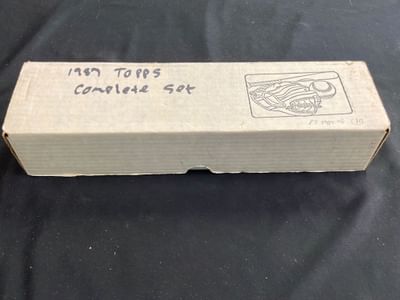 1987 TOPPS
Complete Set